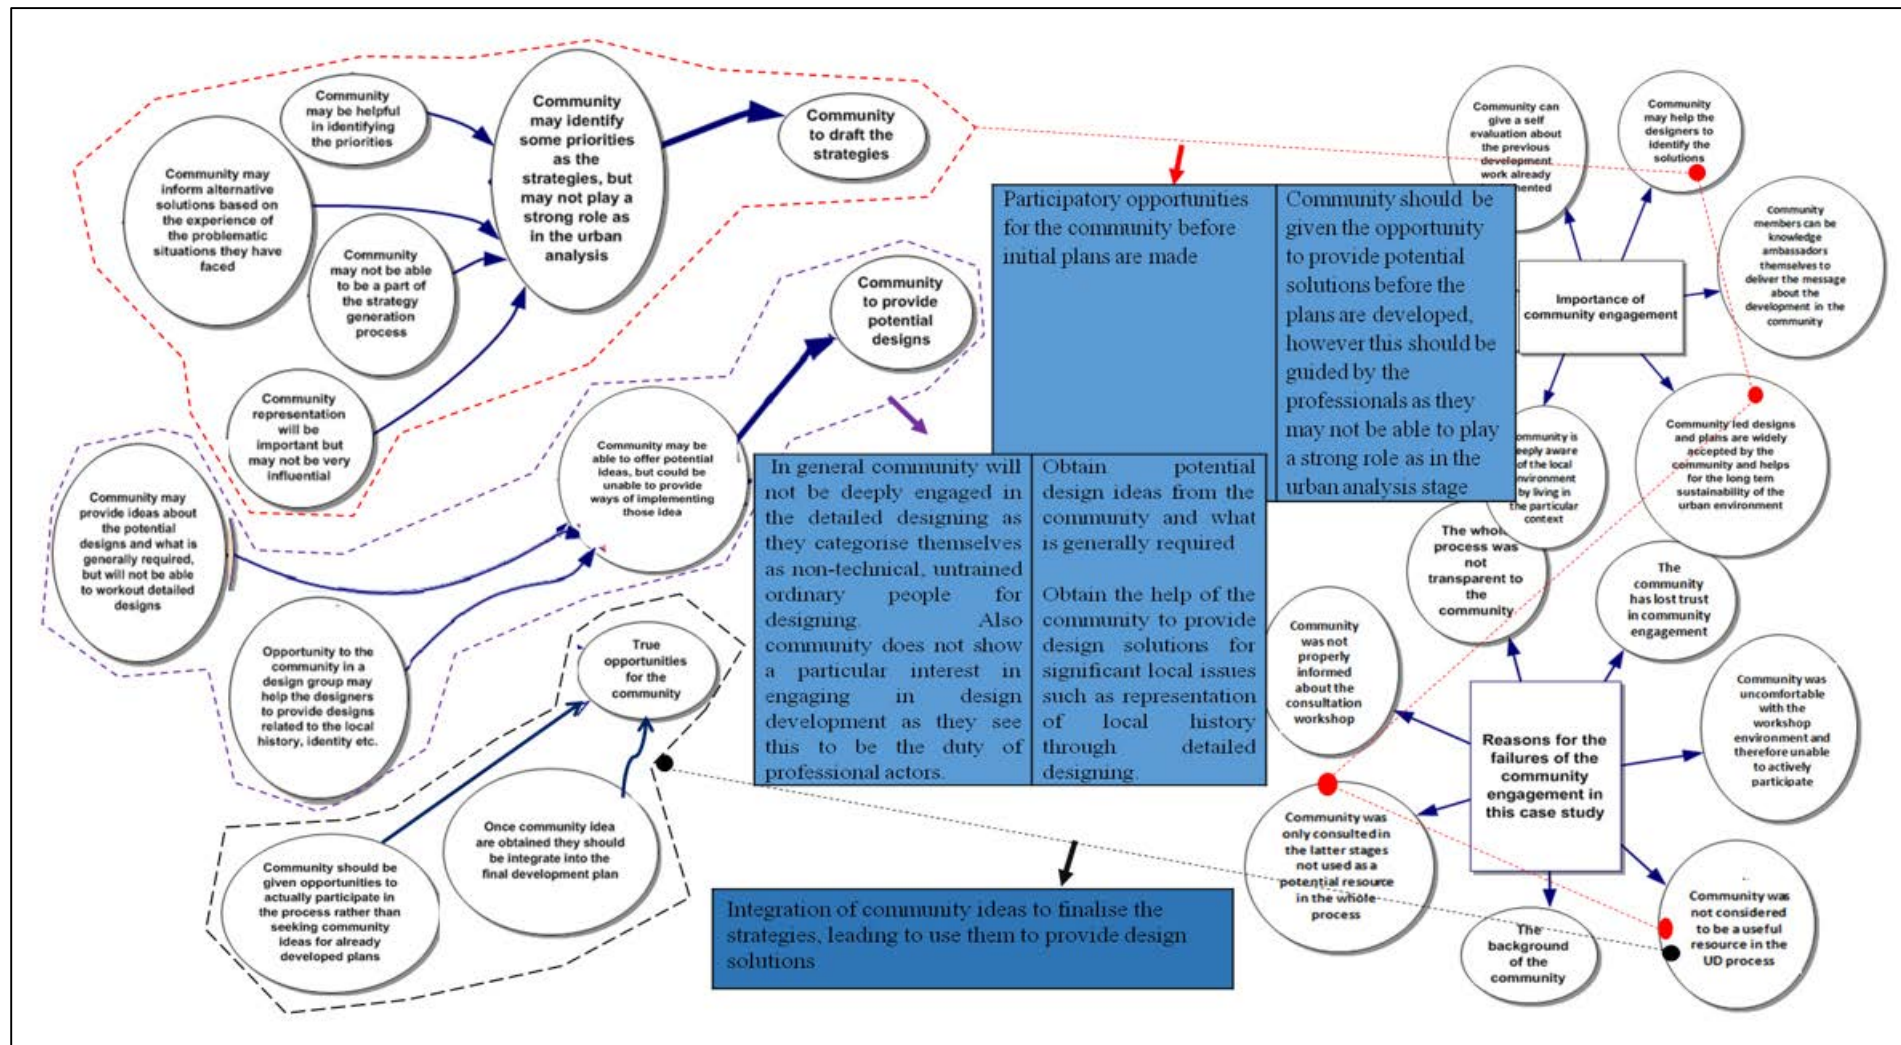 Community
may be helpful
in identifying
the priorities
Community may
inform alternative
solutions based on
the experience of
the problematic
situations they have
faced
Community
may not be able
to be a part of
the strategy
generation
process
Community
representation
will be
important but
may not be very
influential
Community
may identify
some priorities
as the
strategies, but
may not play a
strong role as
in the urban
analysis
Community
to draft the
strategies
Community
to provide
potential
designs
Community may be
able to offer potential
ideas, but could be
unable to provide
ways of implementing
those idea
Community may
provide ideas about
the potential
designs and what is
generally required,
but will not be able
to workout detailed
designs
Opportunity to the
community in a
design group may
help the designers
to provide designs
related to the local
history, identity etc.
True
opportunities
for the
community
Once community idea
are obtained they should
be integrate into the
final development plan
Community should be
given opportunities to
actually participate in
the process rather than
seeking community
ideas for already
developed plans
Participatory opportunities
for the community before
initial plans are made
Community should be
given the opportunity
to provide potential
solutions before the
plans are developed,
however this should be
guided by the
professionals as they
may not be able to play
a strong role as in the
urban analysis stage
In general community will
not be deeply engaged in
the detailed designing as
they categorise themselves
as non-technical, untrained
ordinary people for
designing. Also
community does not show
a particular interest in
engaging in design
development as they see
this to be the duty of
professional actors.
Obtain potential
design ideas from the
community and what
is generally required
Obtain the help of the
community to provide
design solutions for
significant local issues
such as representation
of local history
through detailed
designing.
Integration of community ideas to finalise the
strategies, leading to use them to provide design
solutions
Community can
give a self
evaluation about
the previous
development
work already
Community
may help the
designers to
identify the
solutions
Community
members can be
knowledge
ambassadors
themselves to
deliver the message
about the
development in the
community
Importance of
community engagement
is
of the local
by living in
the particular
context
Community led designs
and plans are widely
accepted by the
community and helps
for the long tern
sustainability of the
urban environment
The whole
process was
not
transparent to
the
community
The
community
has lost trust
in community
engagement
Community
was not
properly
informed
about the
consultation
workshop
Community was
uncomfortable
with the
workshop
environment and
therefore unable
to actively
participate
Reasons for the
failures of the
community
engagement in
this case study
Community was
only consulted in
the latter stages
not used as a
potential resource
in the whole
process
The
background
of the
community
Community was
not considered
to be a useful
resource in the
UD process